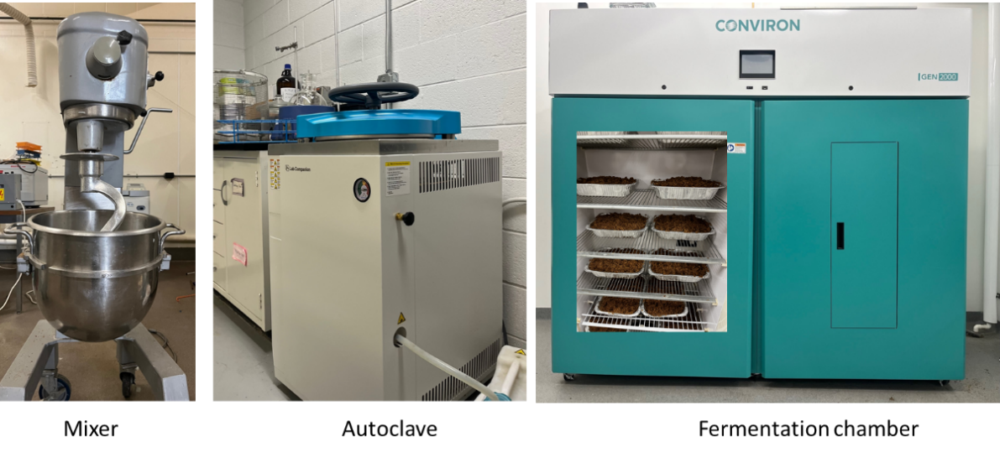 CONVIRON
GEN 2000
Lab Companion
Mixer
Autoclave
Fermentation chamber